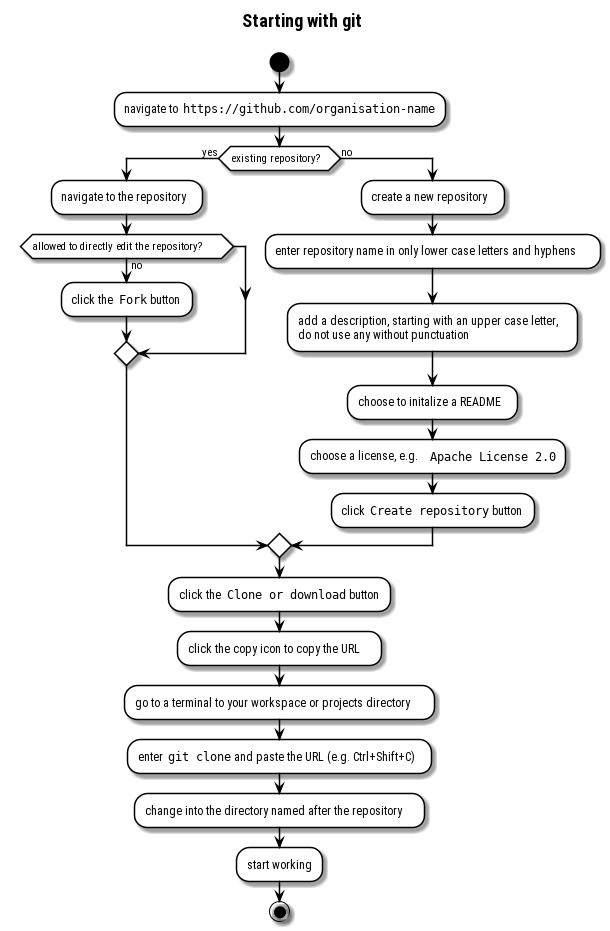 Starting with git
navigate to https://github.com/organisation-name
existing repository?
yes
no
navigate to the repository
allowed to directly edit the repository?
no
click the Fork button
create a new repository
enter repository name in only lower case letters and hyphens
add a description, starting with an upper case letter,
do not use any without punctuation
choose to initalize a README
choose a license, e.g. Apache License 2.0
click Create repository button
click the Clone or download button
click the copy icon to copy the URL
go to a terminal to your workspace or projects directory
enter git clone and paste the URL (e.g. Ctrl+Shift+C)
change into the directory named after the repository
start working